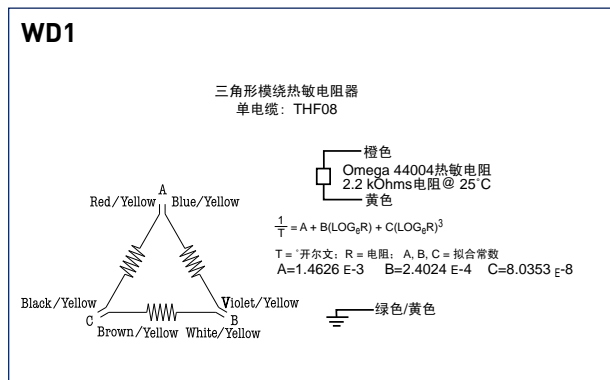 WD1
三角形模绕热敏电阻器
单电缆：THF08
橙色
Omega 44004热敏电阻
2.2 kOhms电阻@ 25°C
黄色
A
Red/Yellow Blue/Yellow
1/T = A + B(LOGeR) + C(LOGeR)³
T = °开尔文；R = 电阻；A, B, C = 拟合常数
A=1.4626 E-3 B=2.4024 E-4 C=8.0353 E-8
Black/Yellow Violet/Yellow
C B
Brown/Yellow White/Yellow
绿色/黄色